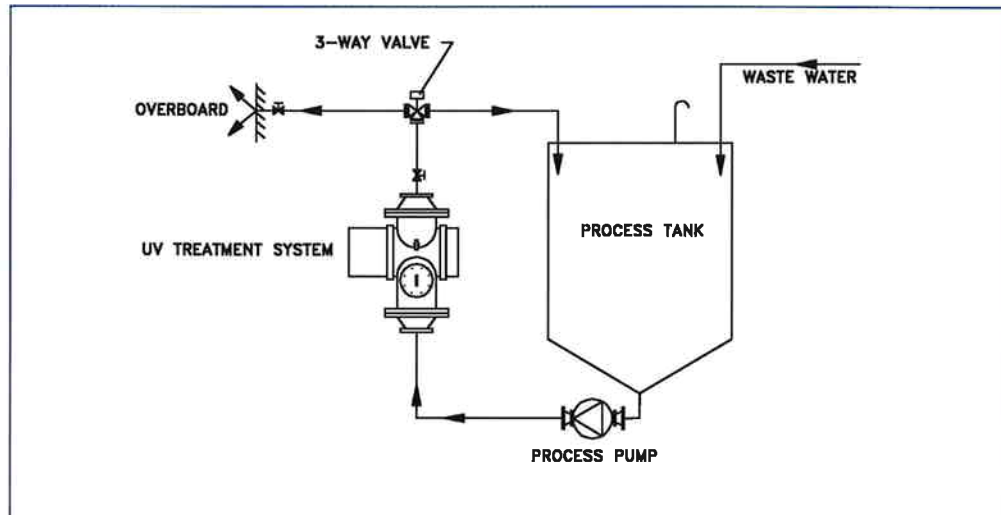 3-WAY VALVE
WASTE WATER
OVERBOARD
UV TREATMENT SYSTEM
PROCESS TANK
PROCESS PUMP